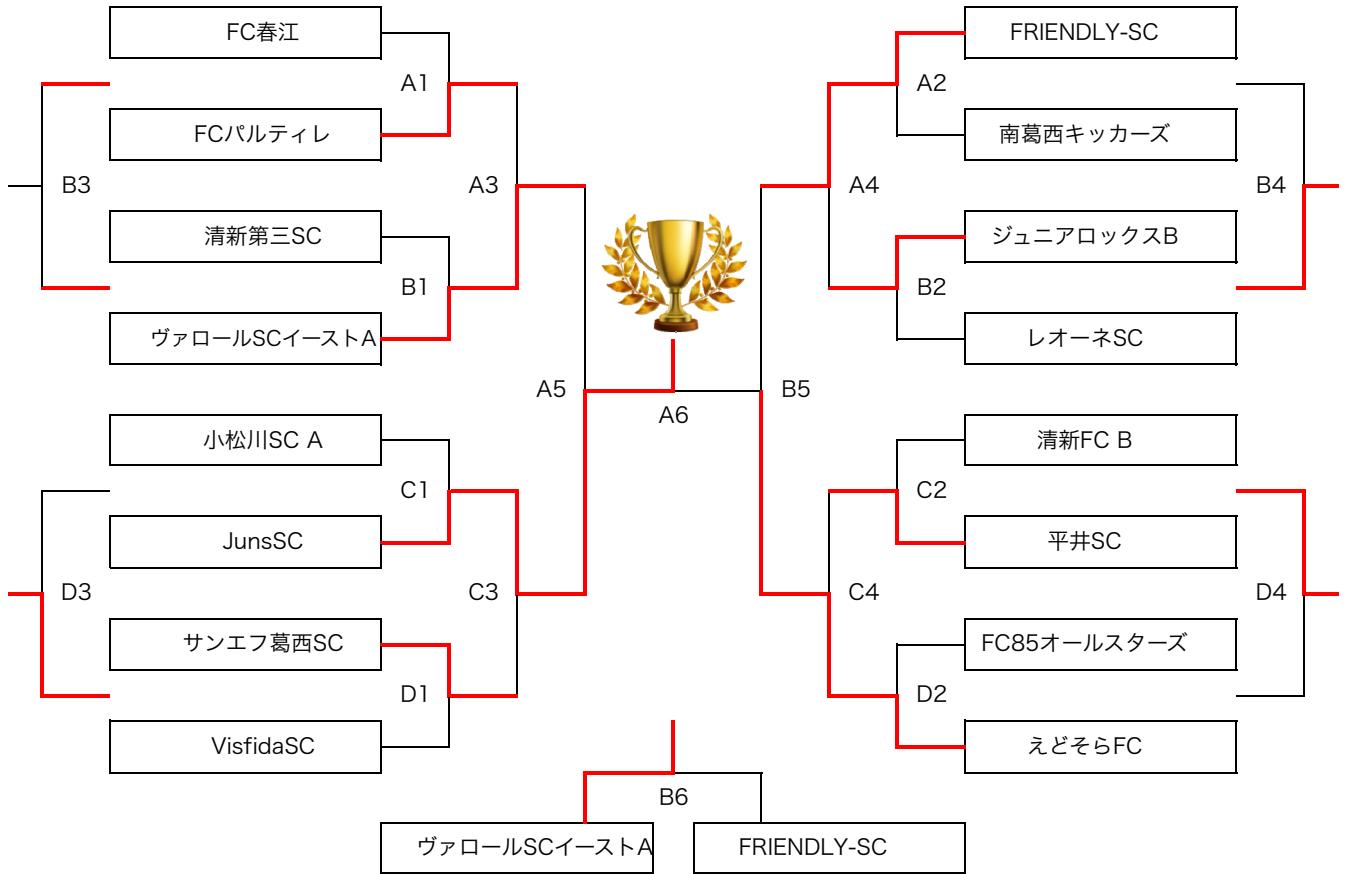 FC春江
FRIENDLY-SC
A1
A2
FCパルティレ
南葛西キッカーズ
B3
A3
A4
B4
清新第三SC
ジュニアロックスB
B1
B2
ヴァロールSCイーストA
レオーネSC
A5
B5
A6
小松川SC A
清新FC B
C1
C2
JunsSC
平井SC
D3
C3
C4
D4
サンエフ葛西SC
FC85オールスターズ
D1
D2
VisfidaSC
えどそらFC
B6
ヴァロールSCイーストA
FRIENDLY-SC